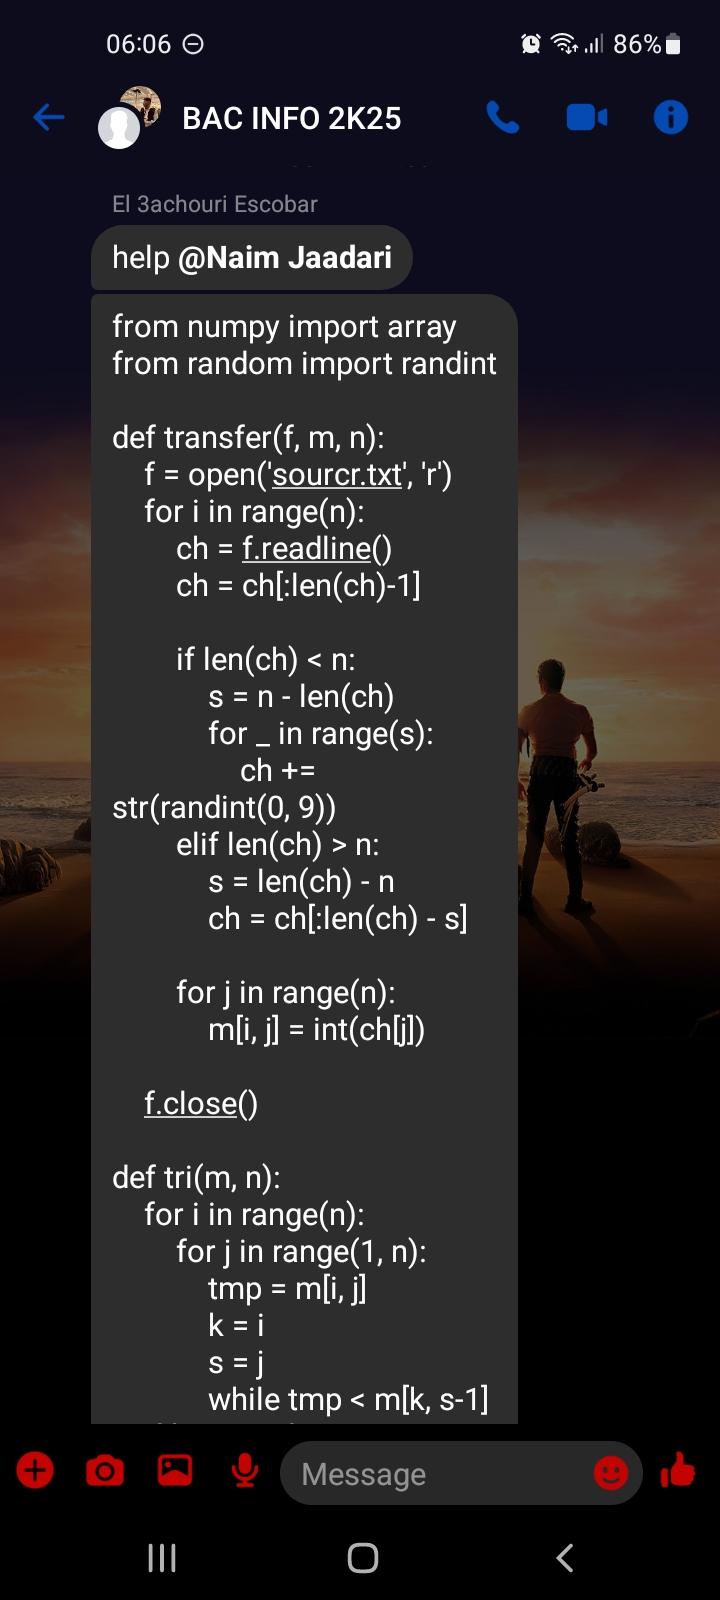 06:06
86%
BAC INFO 2K25
El 3achouri Escobar
help @Naim Jaadari
from numpy import array
from random import randint
def transfer(f, m, n):
f = open('sourcr.txt', 'r')
for i in range(n):
ch = f.readline()
ch = ch[:len(ch)-1]
if len(ch) < n:
s = n - len(ch)
for _ in range(s):
ch +=
str(randint(0, 9))
elif len(ch) > n:
s = len(ch) - n
ch = ch[:len(ch) - s]
for j in range(n):
m[i, j] = int(ch[j])
f.close()
def tri(m, n):
for i in range(n):
for j in range(1, n):
tmp = m[i, j]
k = i
s = j
while tmp < m[k, s-1]
Message